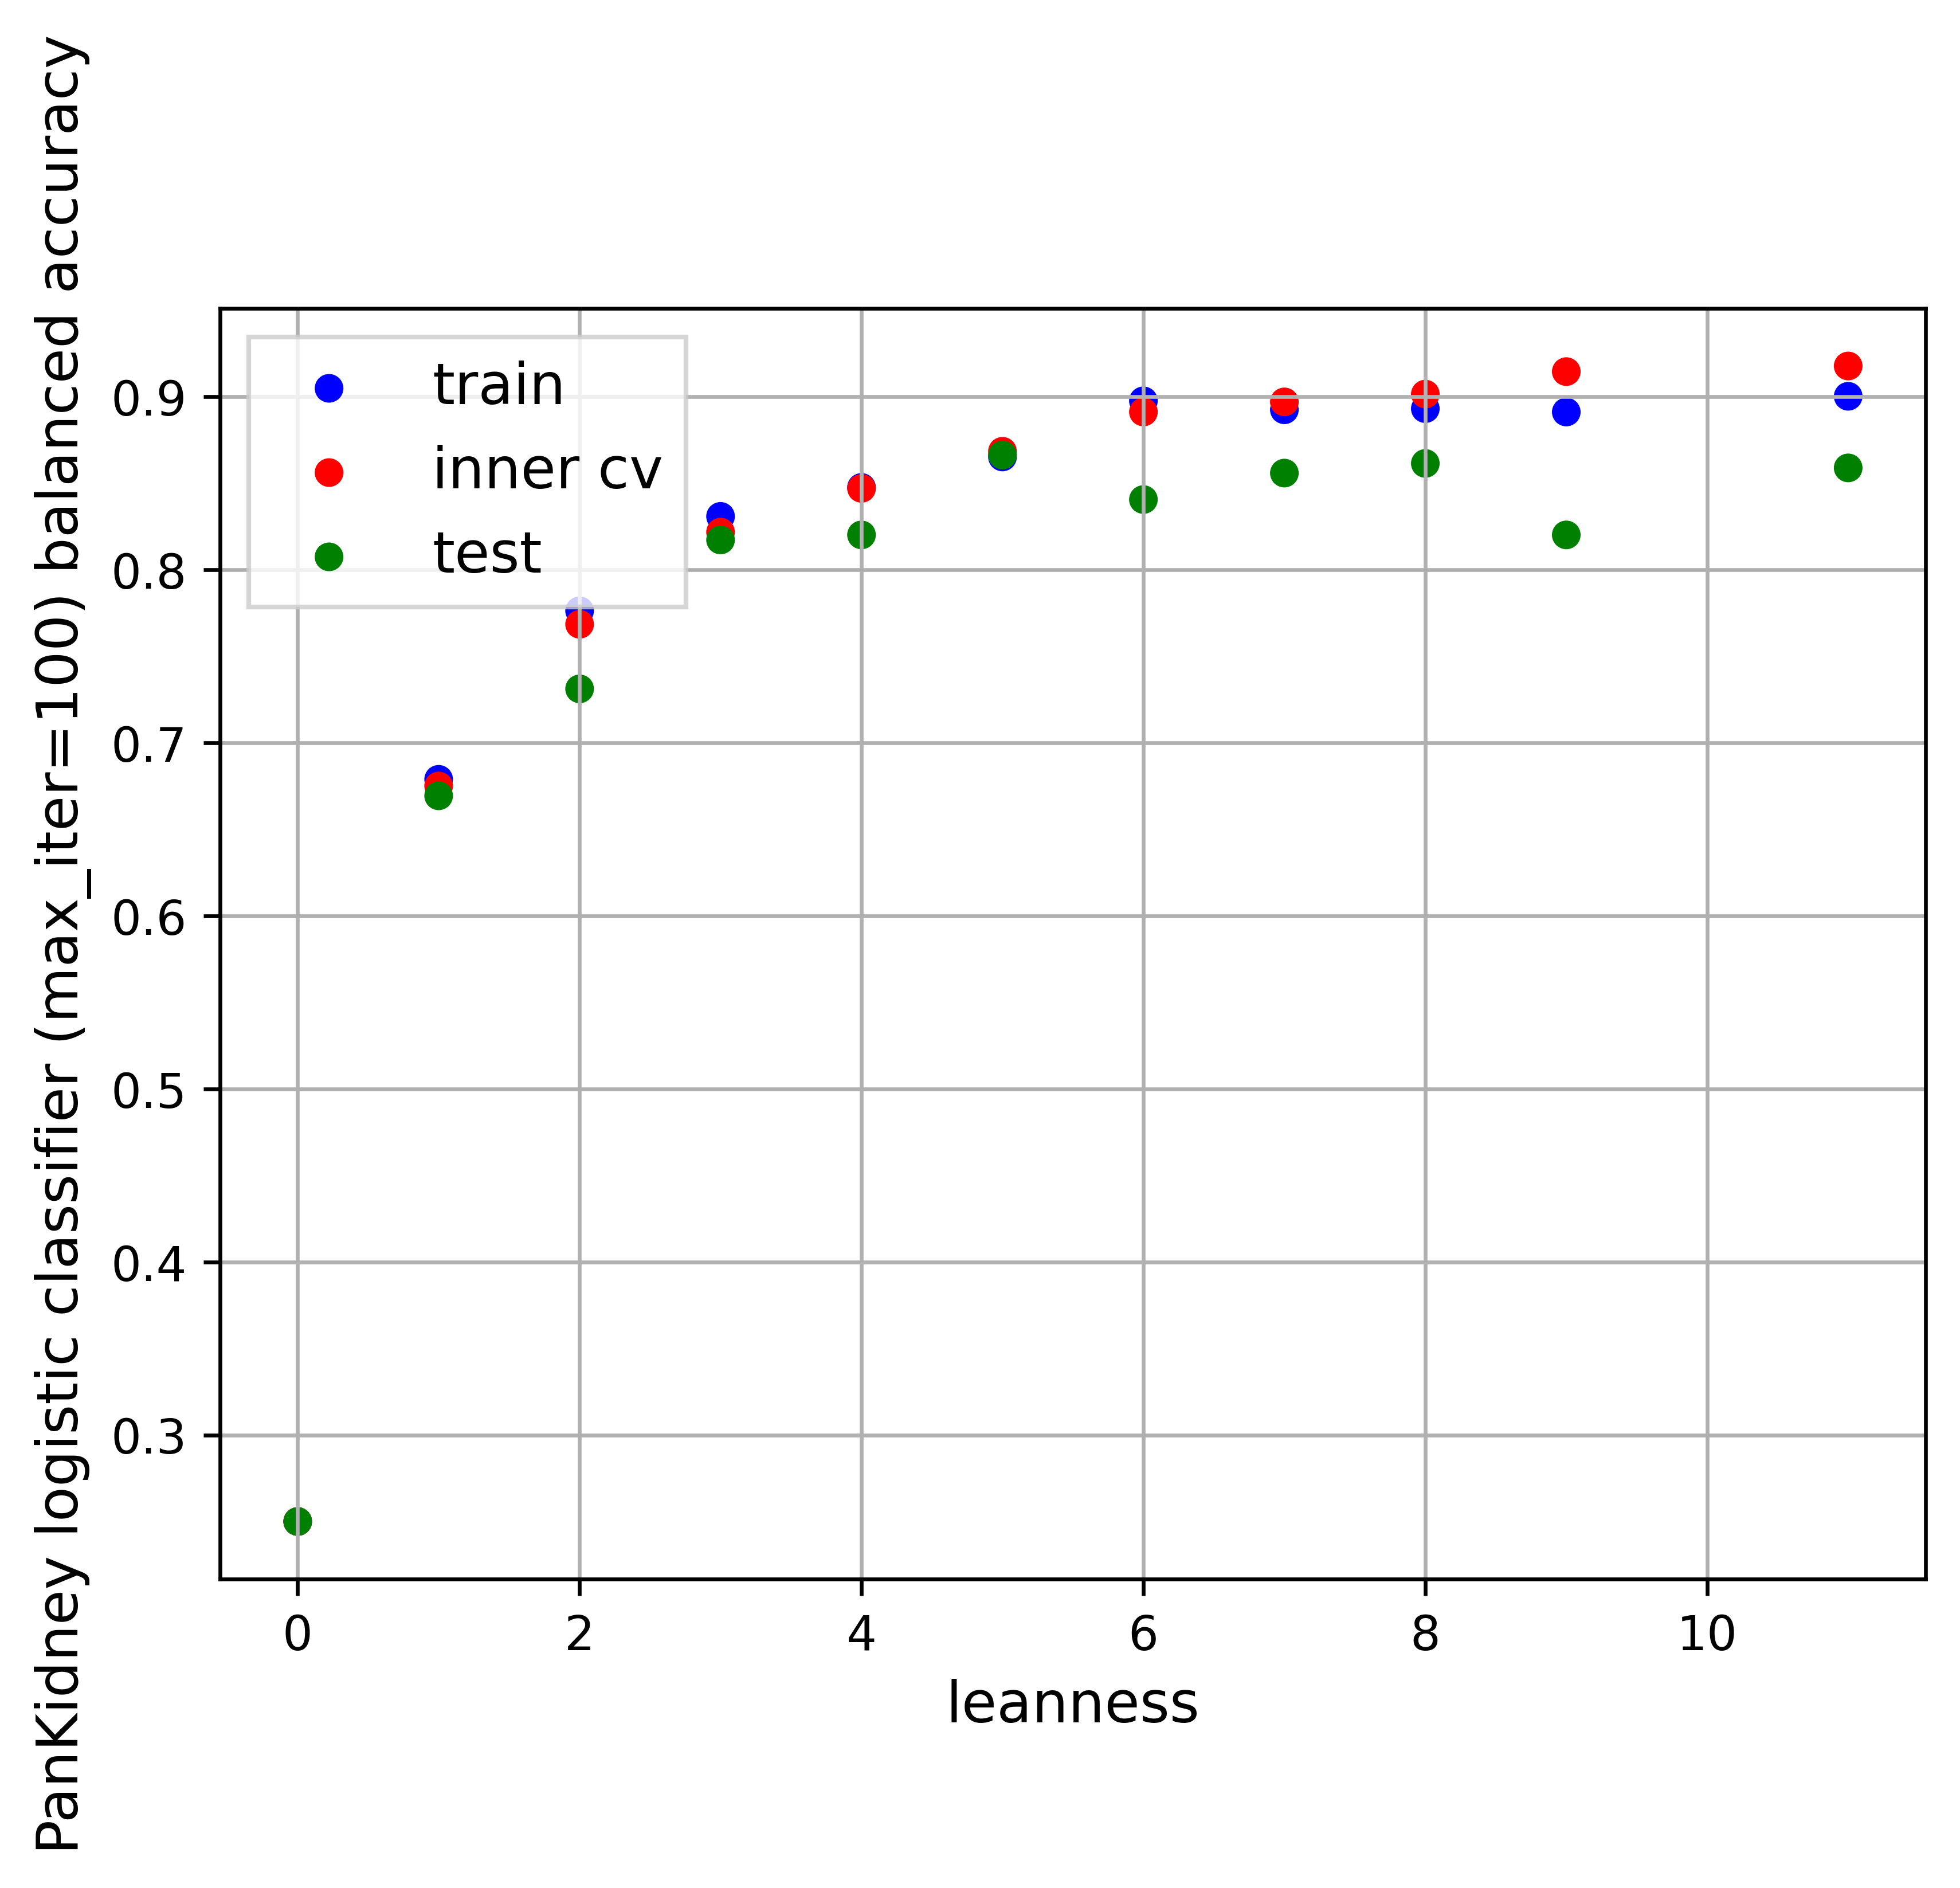 PanKidney logistic classifier (max_iter=100) balanced accuracy
train
inner cv
test
0.9
0.8
0.7
0.6
0.5
0.4
0.3
0 2 4 6 8 10
leanness